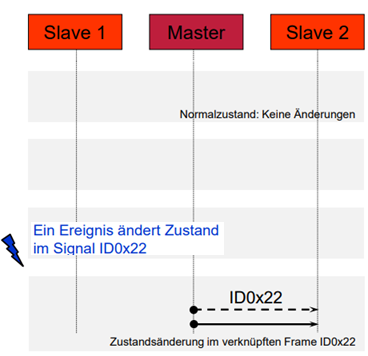 Slave 1
Master
Slave 2
Normalzustand: Keine Änderungen
Ein Ereignis ändert Zustand
im Signal ID0x22
ID0x22
Zustandsänderung im verknüpften Frame ID0x22